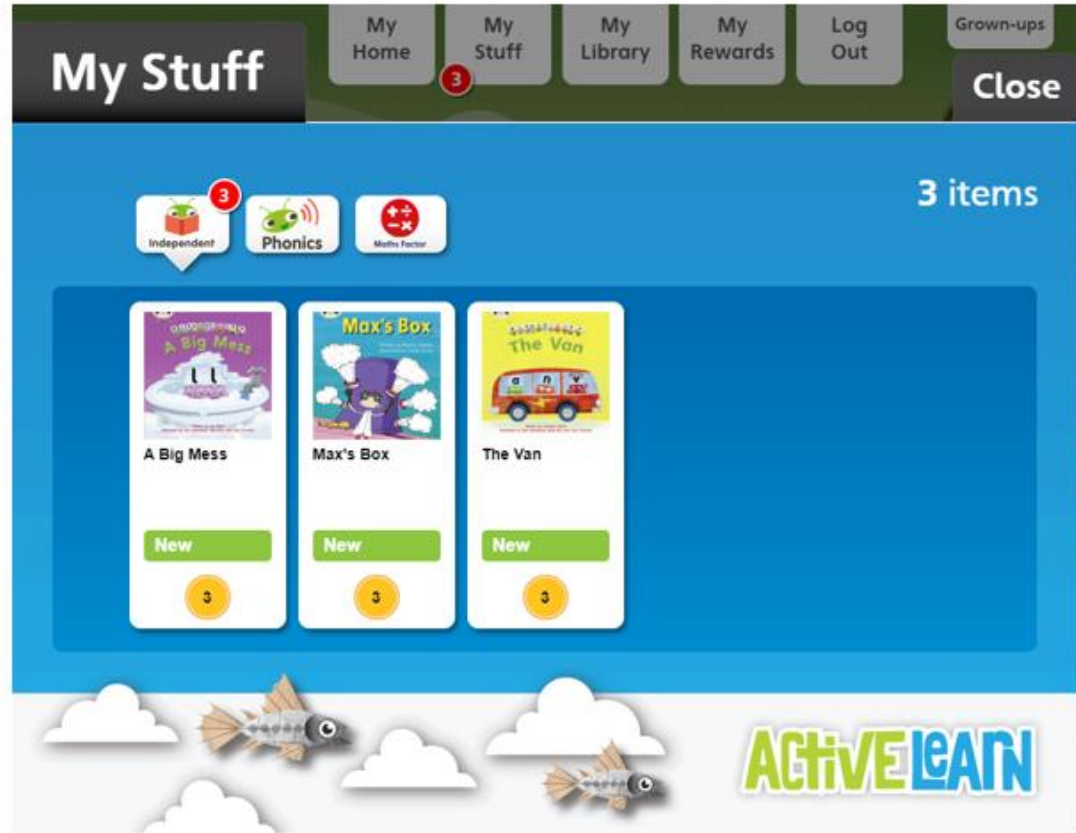 My Home
My Stuff
My Library
My Rewards
Log Out
Grown-ups
My Stuff
3
Close
3 items
3
Independent
Phonics
Maths Factor
A Big Mess
Max's Box
The Van
a n v
A Big Mess
Max's Box
The Van
New
New
New
3
3
3
ACTIVE LEARN